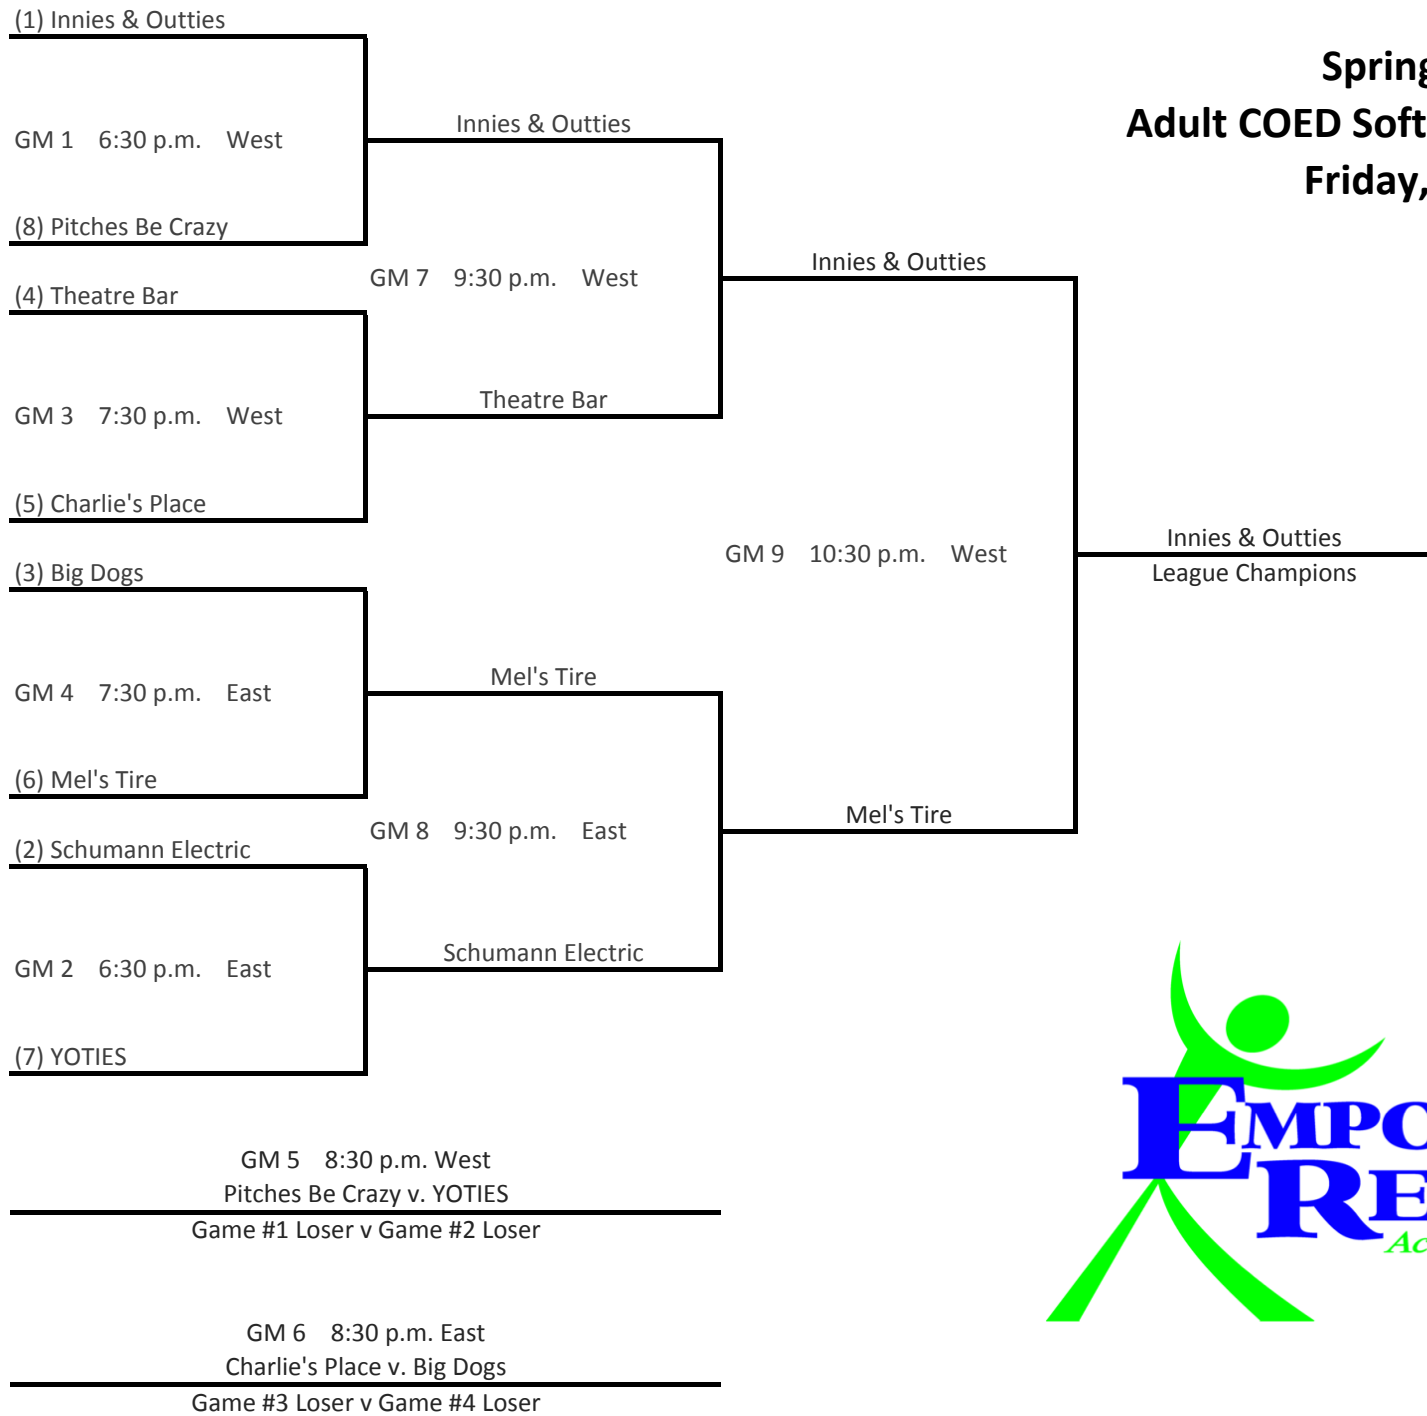 (1) Innies & Outties
Spring
Adult COED Soft
Friday,
GM 1 6:30 p.m. West
Innies & Outties
(8) Pitches Be Crazy
GM 7 9:30 p.m. West
Innies & Outties
(4) Theatre Bar
GM 3 7:30 p.m. West
Theatre Bar
(5) Charlie's Place
GM 9 10:30 p.m. West
Innies & Outties
League Champions
(3) Big Dogs
GM 4 7:30 p.m. East
Mel's Tire
(6) Mel's Tire
GM 8 9:30 p.m. East
Mel's Tire
(2) Schumann Electric
GM 2 6:30 p.m. East
Schumann Electric
(7) YOTIES
GM 5 8:30 p.m. West
Pitches Be Crazy v. YOTIES
Game #1 Loser v Game #2 Loser
GM 6 8:30 p.m. East
Charlie's Place v. Big Dogs
Game #3 Loser v Game #4 Loser
EMPO
RE
Ac